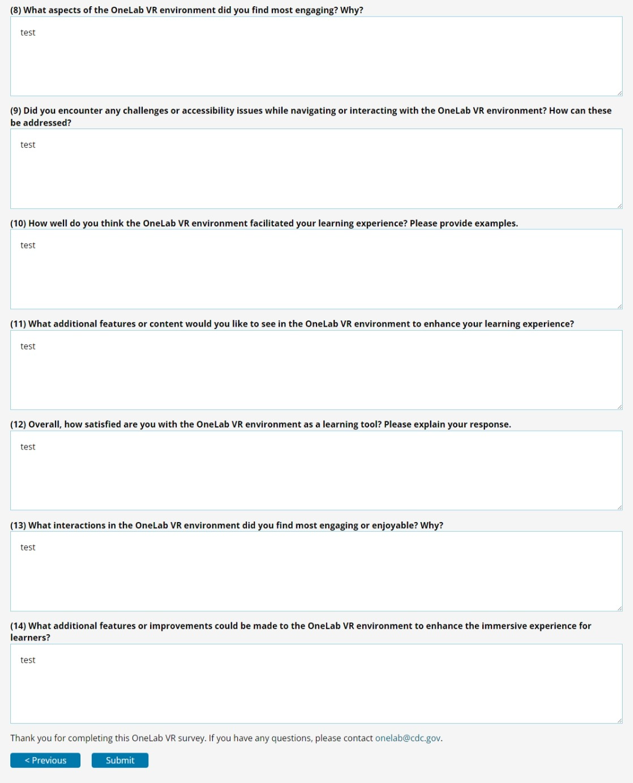 (8) What aspects of the OneLab VR environment did you find most engaging? Why?
test
(9) Did you encounter any challenges or accessibility issues while navigating or interacting with the OneLab VR environment? How can these
be addressed?
test
(10) How well do you think the OneLab VR environment facilitated your learning experience? Please provide examples.
test
(11) What additional features or content would you like to see in the OneLab VR environment to enhance your learning experience?
test
(12) Overall, how satisfied are you with the OneLab VR environment as a learning tool? Please explain your response.
test
(13) What interactions in the OneLab VR environment did you find most engaging or enjoyable? Why?
test
(14) What additional features or improvements could be made to the OneLab VR environment to enhance the immersive experience for
learners?
test
Thank you for completing this OneLab VR survey. If you have any questions, please contact onelab@cdc.gov.
< Previous Submit